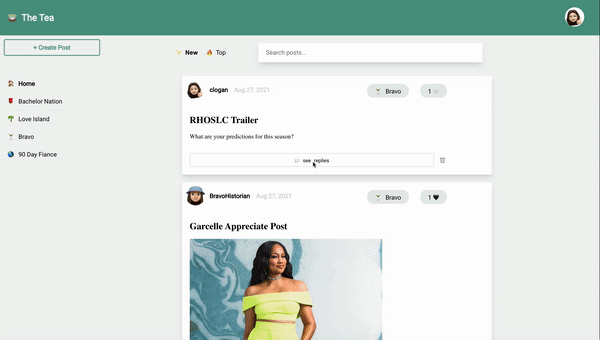 The Tea
+ Create Post
New
Top
Search posts...
Home
Bachelor Nation
Love Island
Bravo
90 Day Fiance
clogan Aug 27, 2021
Bravo
1
RHOSLC Trailer
What are your predictions for this season?
see replies
BravoHistorian Aug 27, 2021
Bravo
1
Garcelle Appreciate Post